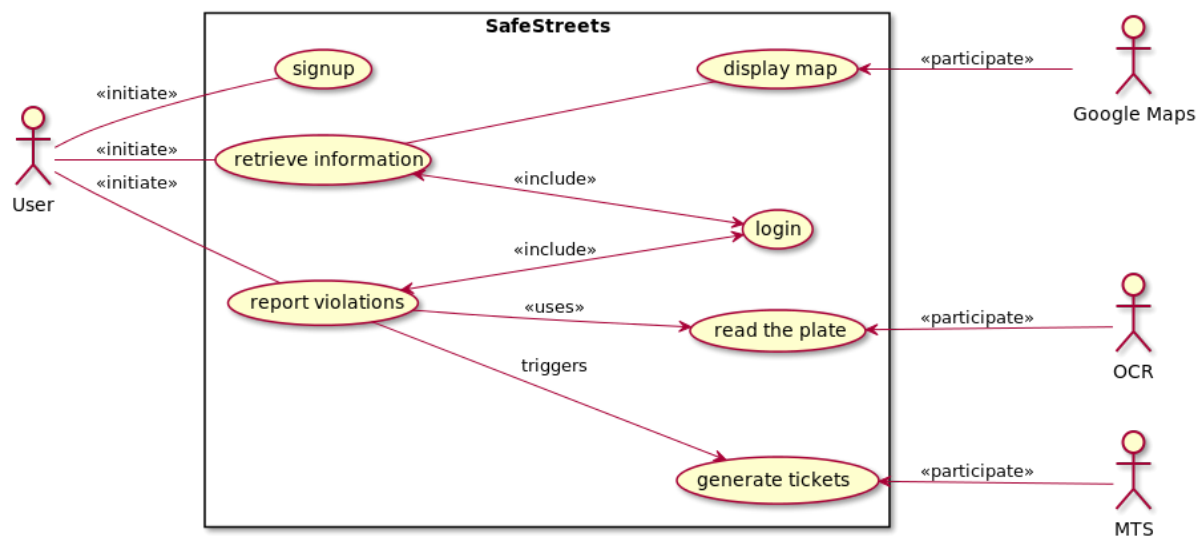 SafeStreets
signup
display map
«participate»
Google Maps
«initiate»
«initiate»
retrieve information
«initiate»
User
«include»
login
«include»
report violations
«uses»
read the plate
«participate»
OCR
triggers
generate tickets
«participate»
MTS